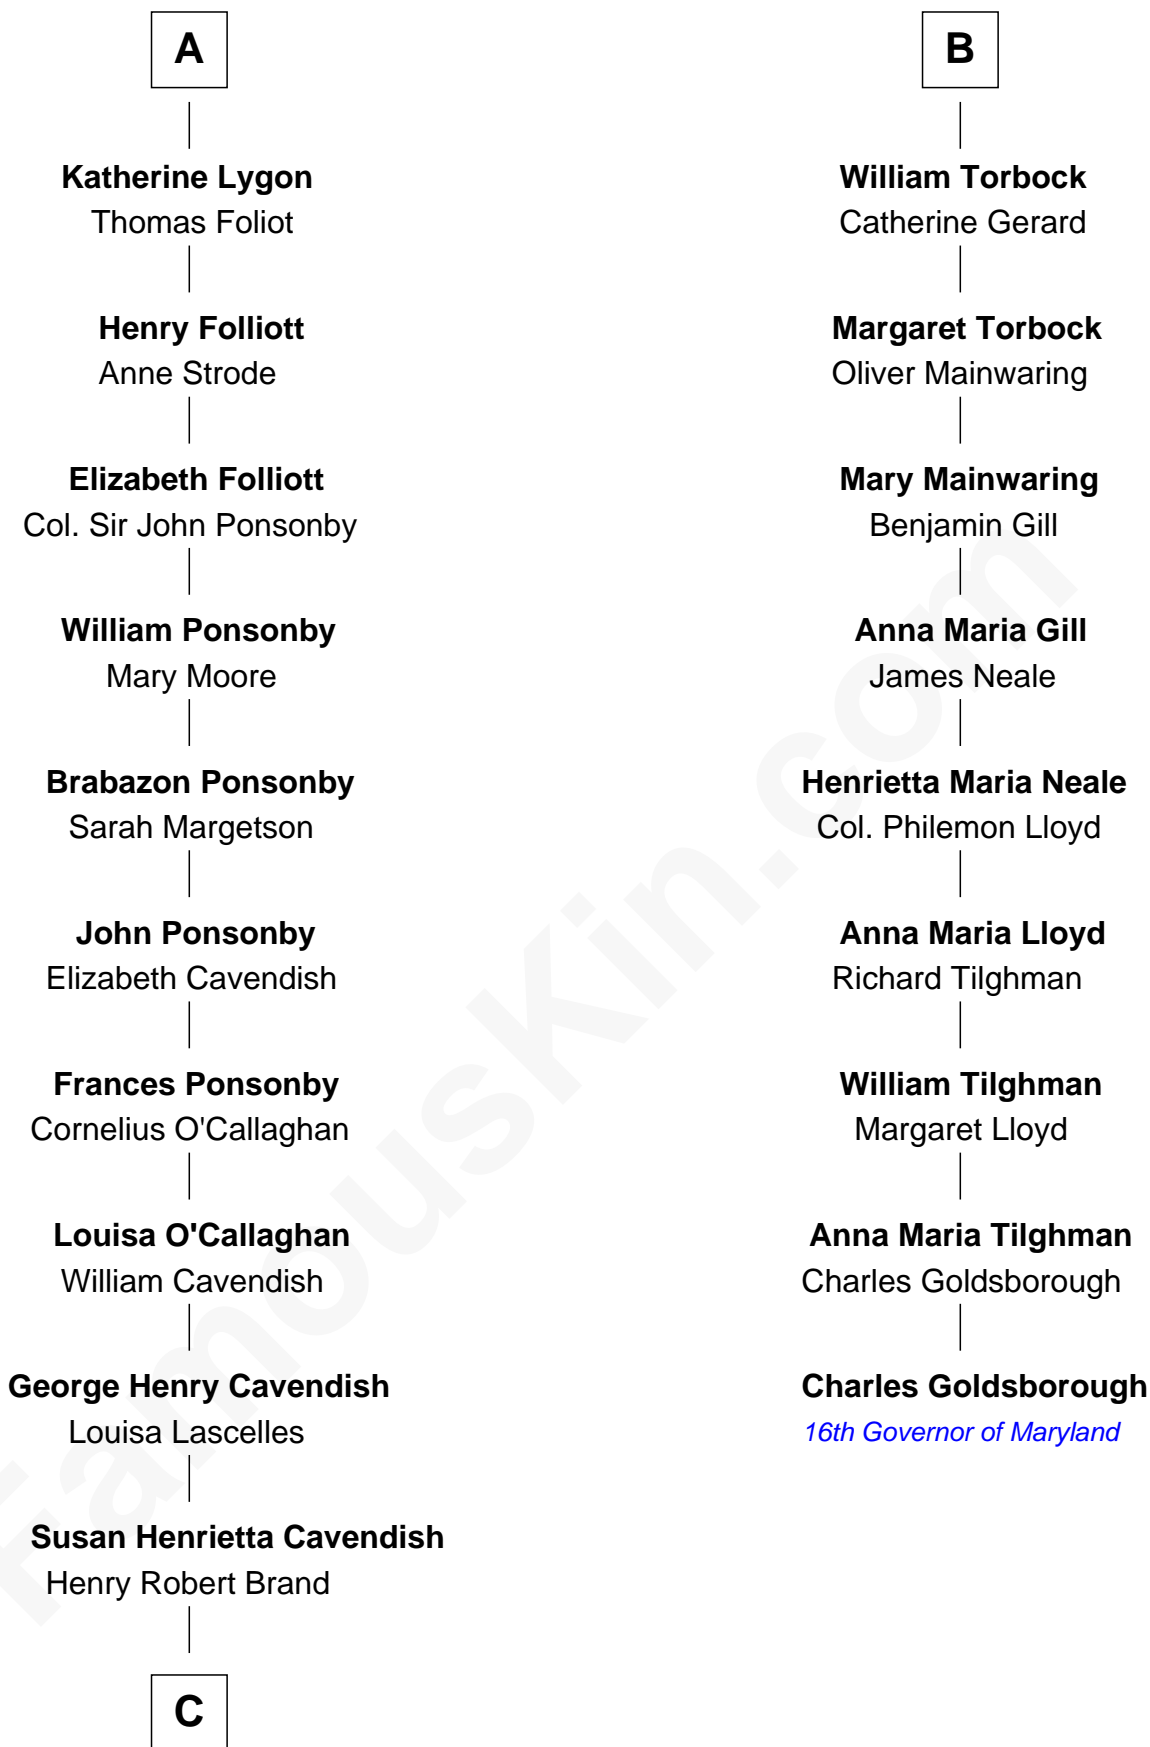 A
Katherine Lygon
Thomas Foliot
Henry Folliott
Anne Strode
Elizabeth Folliott
Col. Sir John Ponsonby
William Ponsonby
Mary Moore
Brabazon Ponsonby
Sarah Margetson
John Ponsonby
Elizabeth Cavendish
Frances Ponsonby
Cornelius O'Callaghan
Louisa O'Callaghan
William Cavendish
George Henry Cavendish
Louisa Lascelles
Susan Henrietta Cavendish
Henry Robert Brand
C
B
William Torbock
Catherine Gerard
Margaret Torbock
Oliver Mainwaring
Mary Mainwaring
Benjamin Gill
Anna Maria Gill
James Neale
Henrietta Maria Neale
Col. Philemon Lloyd
Anna Maria Lloyd
Richard Tilghman
William Tilghman
Margaret Lloyd
Anna Maria Tilghman
Charles Goldsborough
Charles Goldsborough
16th Governor of Maryland
FamousKin.com